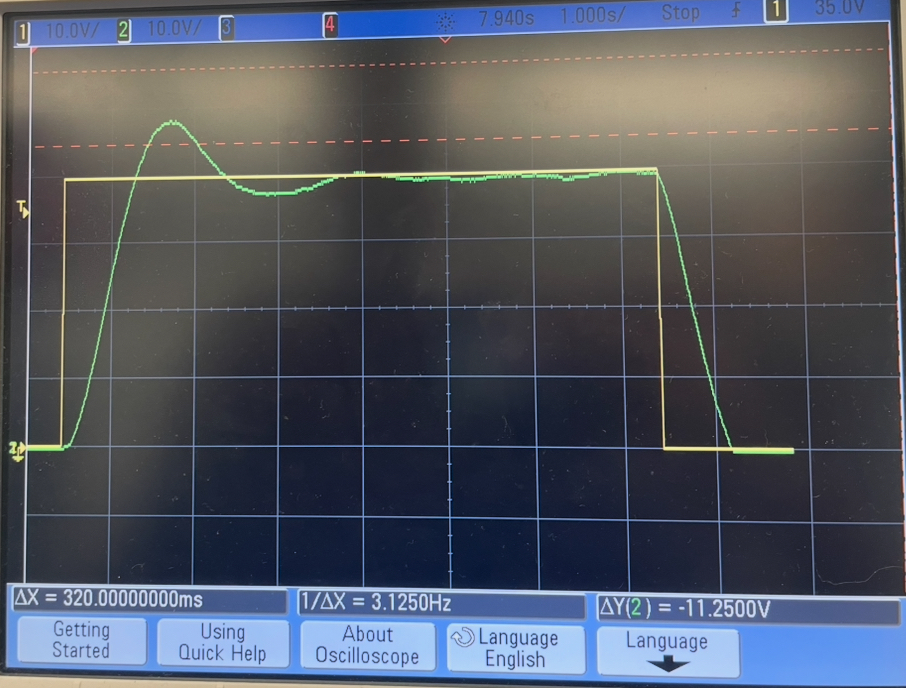 1 10.0V/ 2 10.0V/ 3 4 7.940s 1.000s/ Stop 1 35.0V
T
2
ΔX = 320.00000000ms 1/ΔX = 3.1250Hz ΔY(2) = -11.2500V
Getting Started
Using Quick Help
About Oscilloscope
Language English
Language